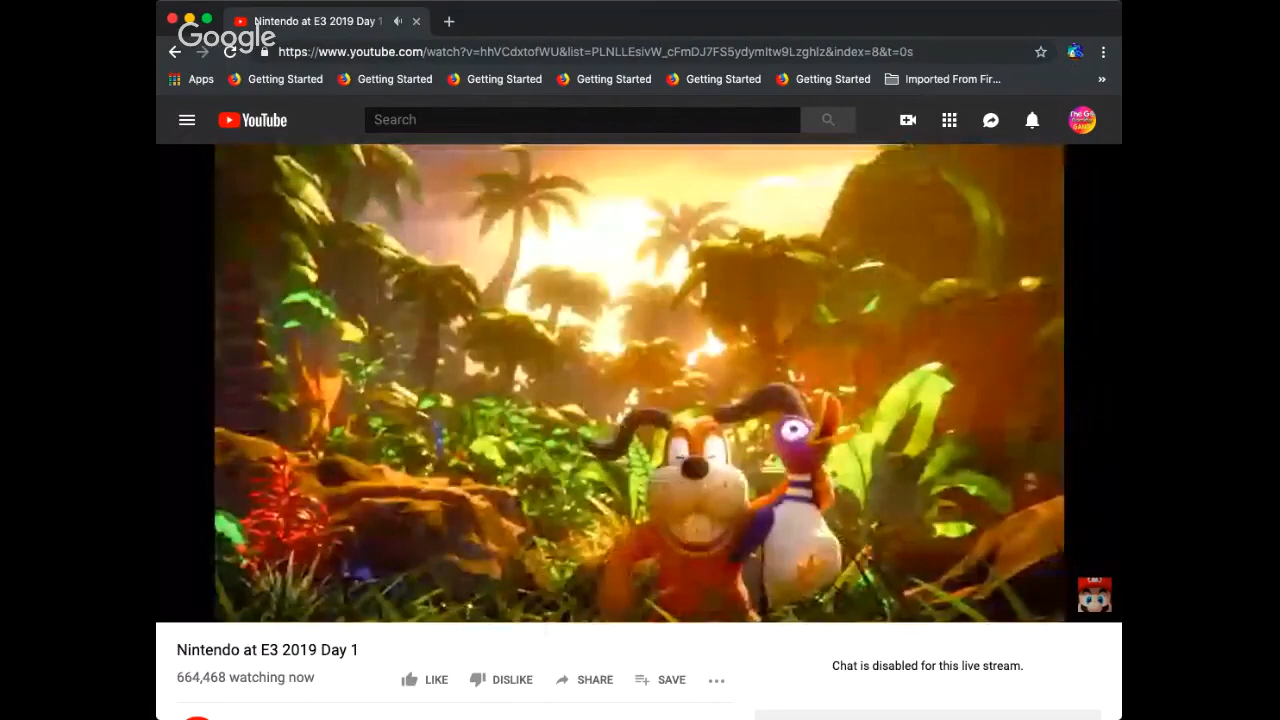 Nintendo at E3 2019 Day 1
Google
https://www.youtube.com/watch?v=hhVCdxtofWU&list=PLNLLEsivW_cFmDJ7FS5ydymItw9Lzghlz&index=8&t=0s
Apps Getting Started Getting Started Getting Started Getting Started Getting Started Getting Started Imported From Fir...
YouTube Search
Nintendo at E3 2019 Day 1
664,468 watching now LIKE DISLIKE SHARE SAVE
Chat is disabled for this live stream.